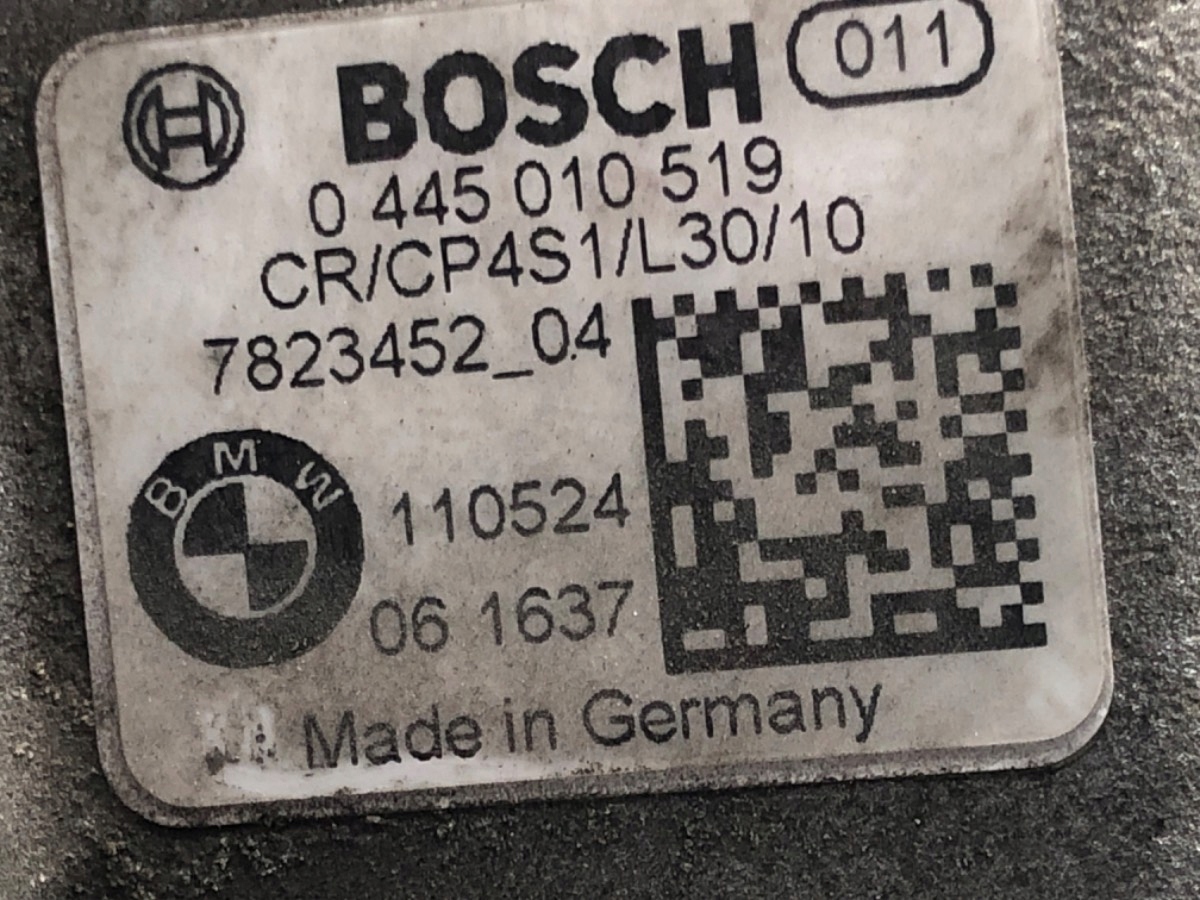 BOSCH 011
0 445 010 519
CR/CP4S1/L30/10
7823452_04
BMW
110524
06 1637
Made in Germany